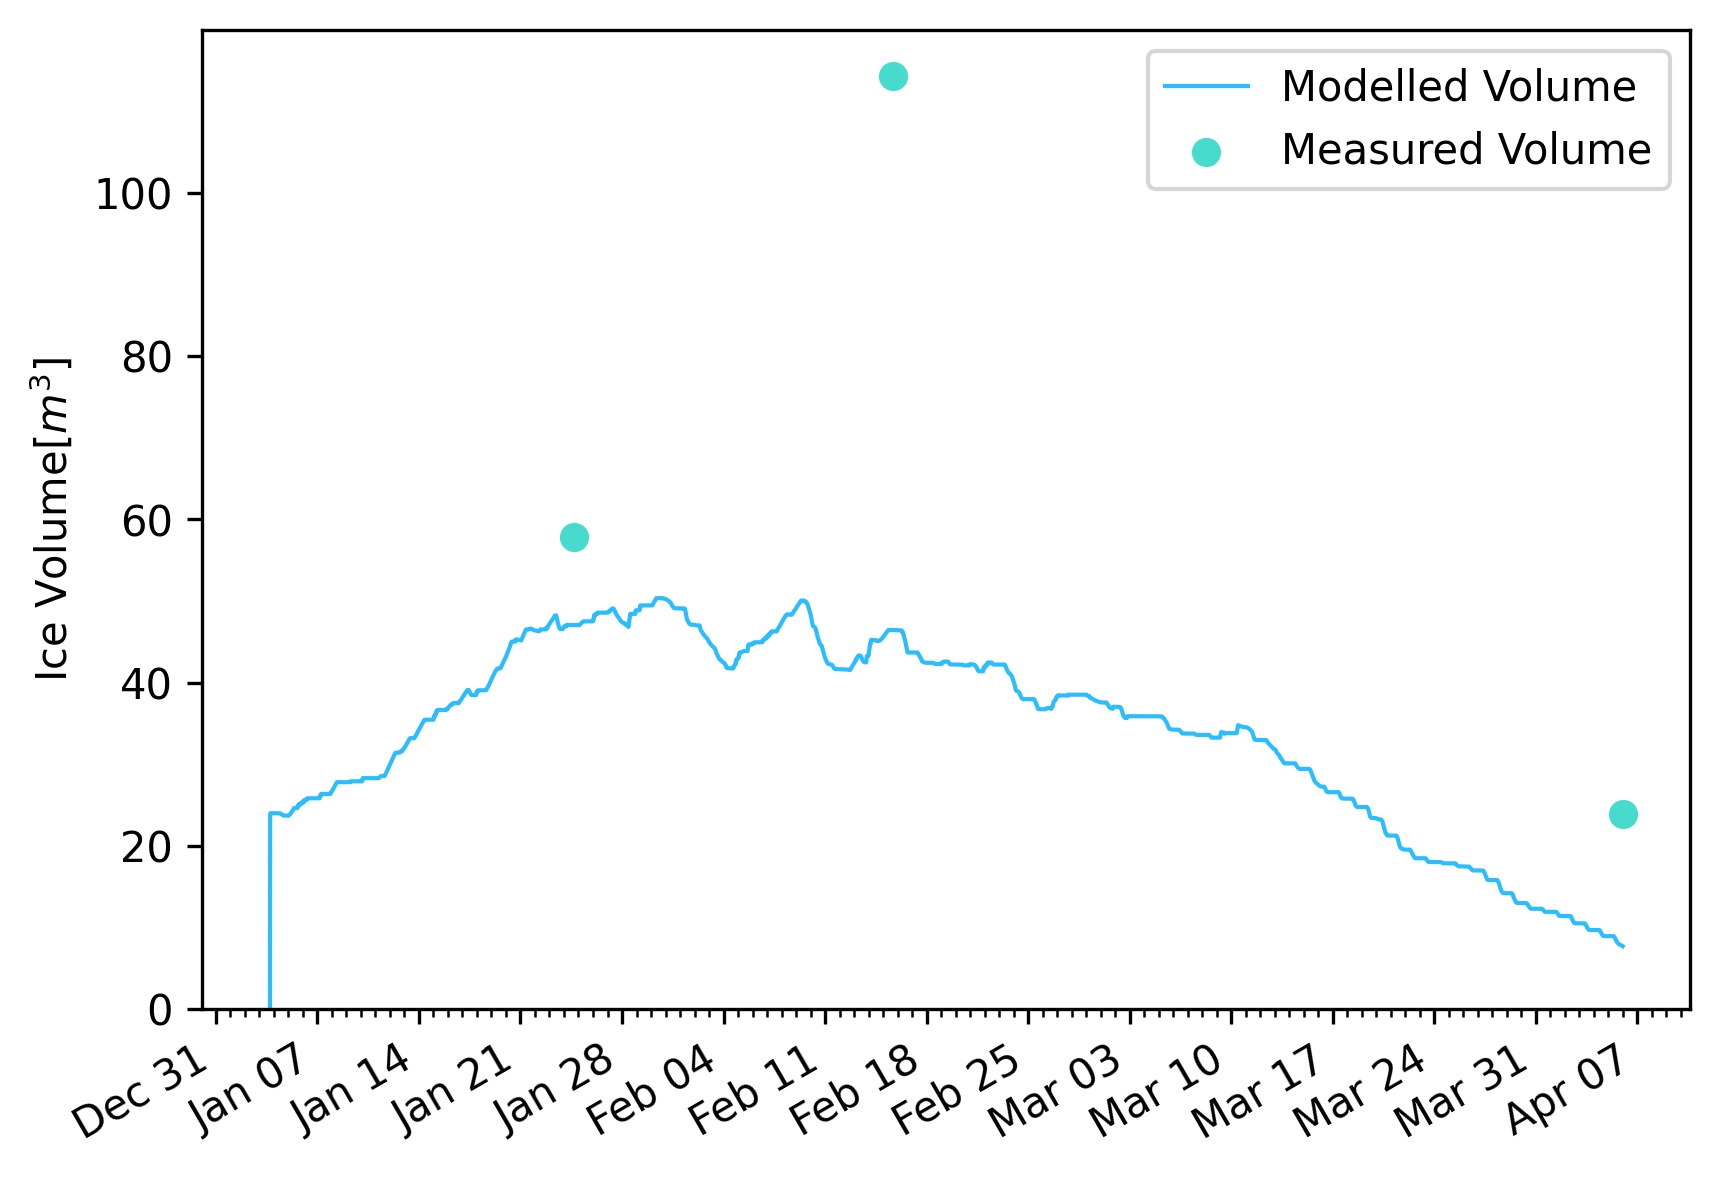 Modelled Volume
Measured Volume
Ice Volume[m³]
100
80
60
40
20
0
Dec 31
Jan 07
Jan 14
Jan 21
Jan 28
Feb 04
Feb 11
Feb 18
Feb 25
Mar 03
Mar 10
Mar 17
Mar 24
Mar 31
Apr 07